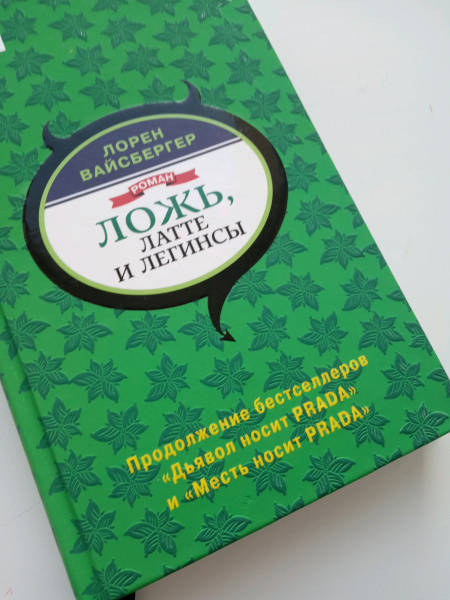 ЛОРЕН
ВАЙСБЕРГЕР
РОМАН
ЛОЖЬ,
ЛАТТЕ
И ЛЕГИНСЫ
Продолжение бестселлеров
«Дьявол носит PRADA»
и «Месть носит PRADA»